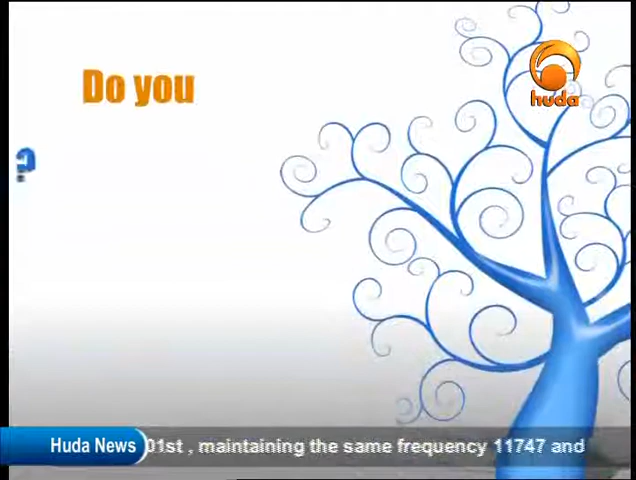 Do you
huda
?
Huda News
01st , maintaining the same frequency 11747 and